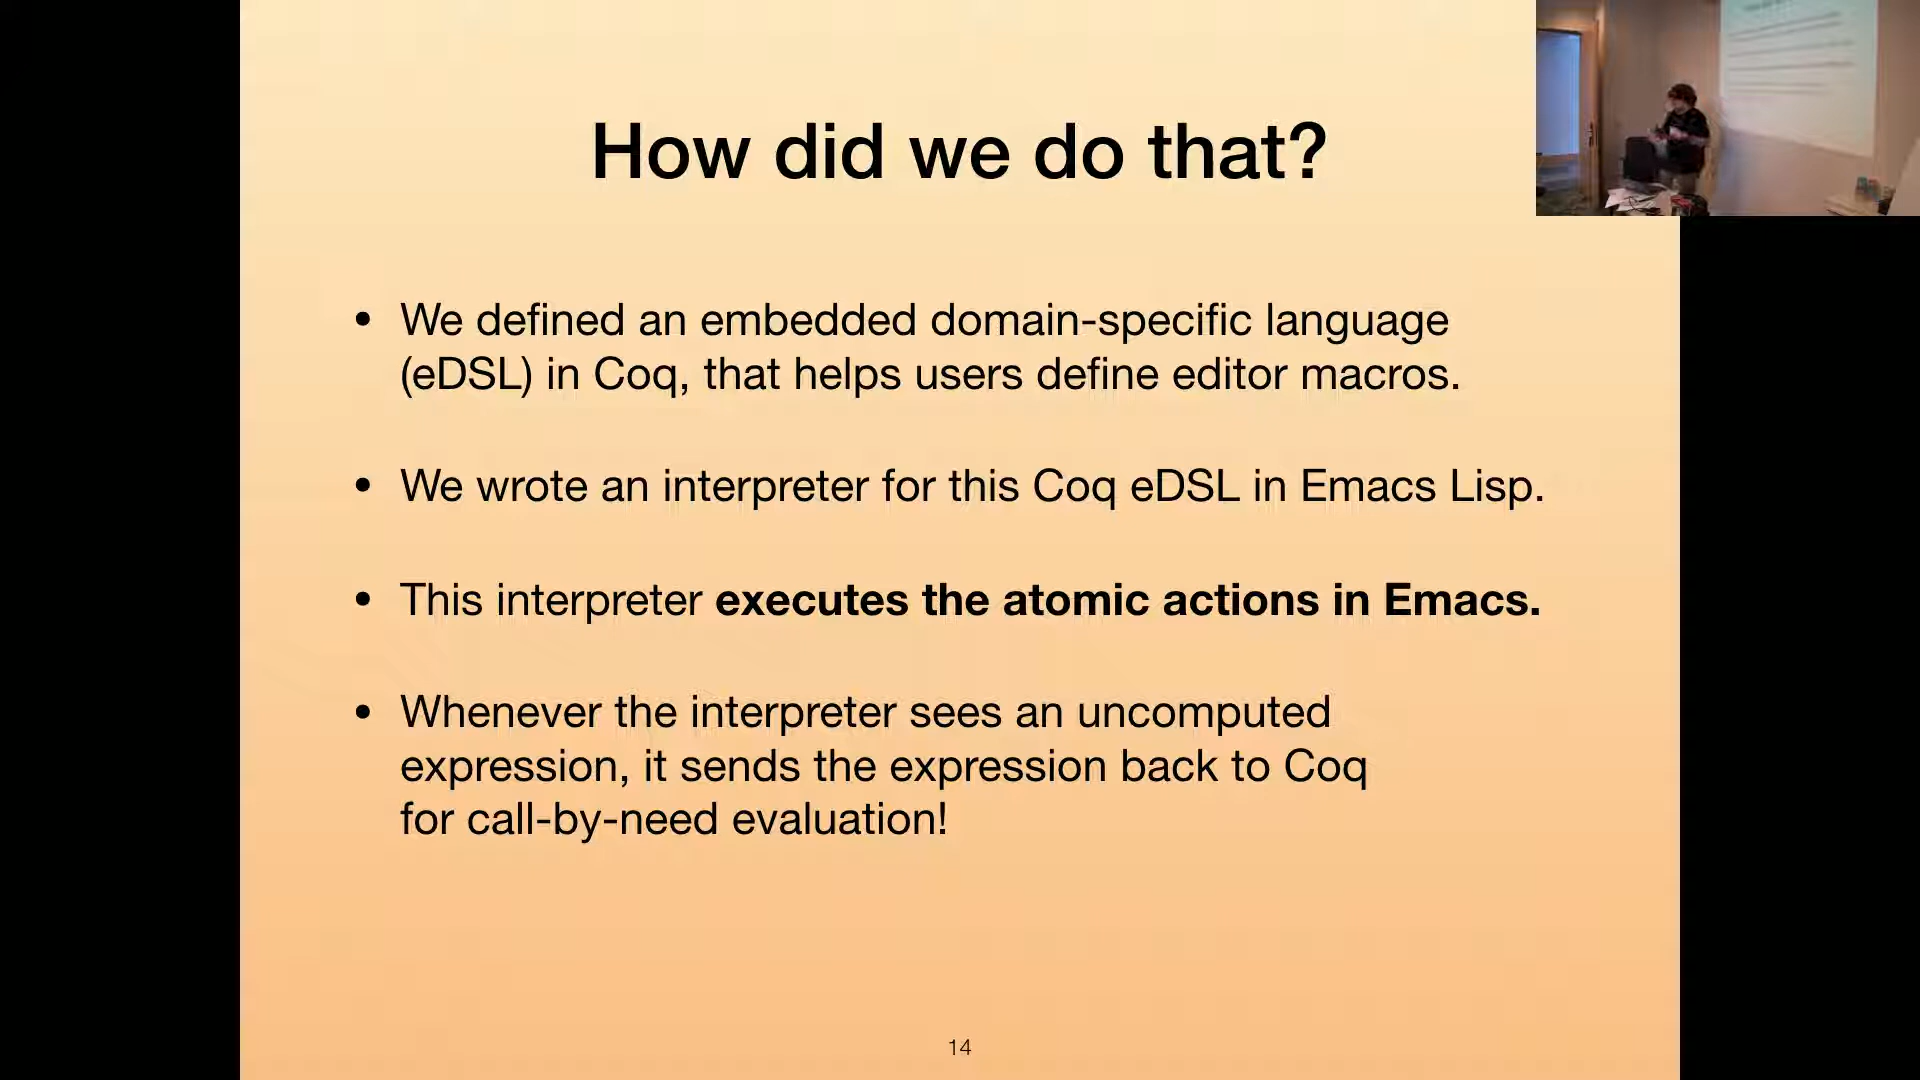 How did we do that?
• We defined an embedded domain-specific language
(eDSL) in Coq, that helps users define editor macros.
• We wrote an interpreter for this Coq eDSL in Emacs Lisp.
• This interpreter executes the atomic actions in Emacs.
• Whenever the interpreter sees an uncomputed
expression, it sends the expression back to Coq
for call-by-need evaluation!
14